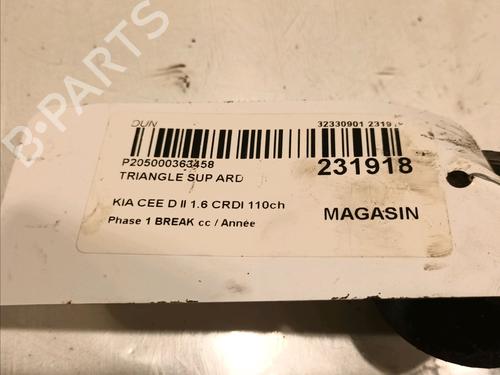 B-PARTS
DUN
32330901 2319
P205000363458
231918
TRIANGLE SUP ARD
KIA CEE D II 1.6 CRDI 110ch
MAGASIN
Phase 1 BREAK cc / Année